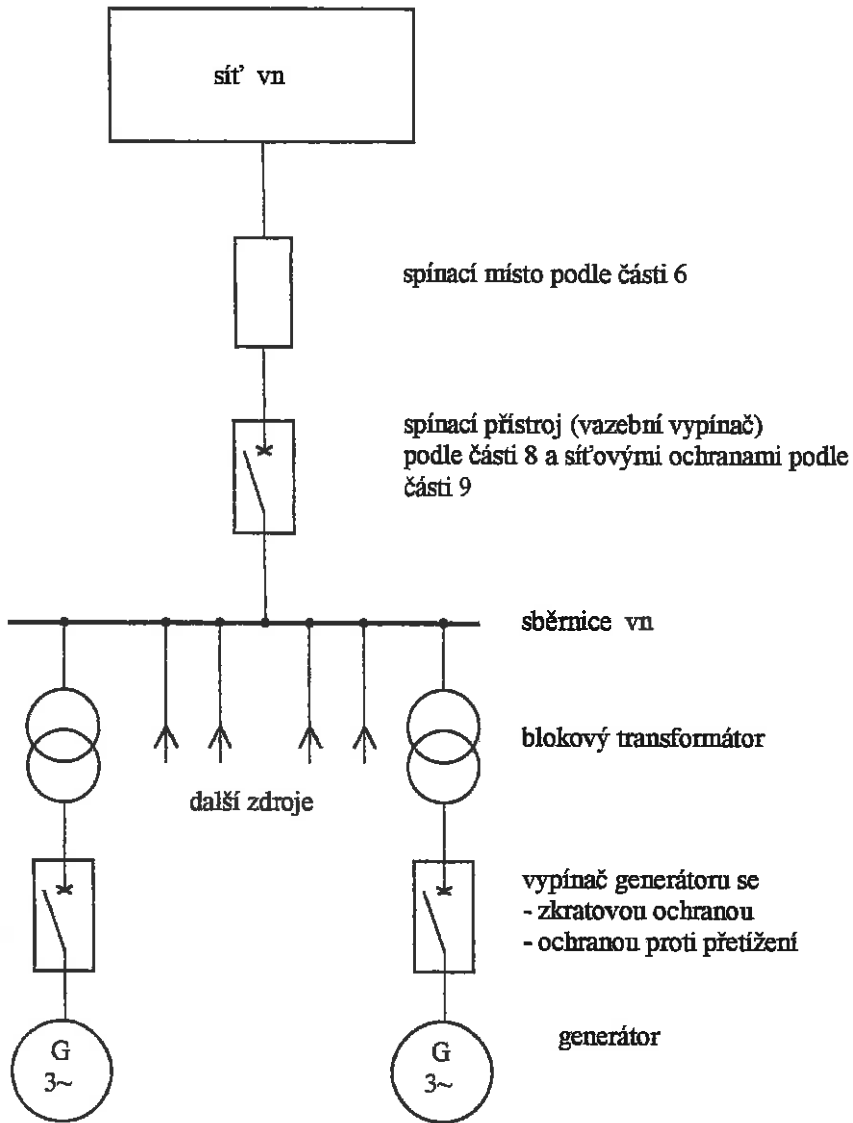 síť vn
spínací místo podle části 6
spínací přístroj (vazební vypínač)
podle části 8 a síťovými ochranami podle
části 9
sběrnice vn
blokový transformátor
další zdroje
vypínač generátoru se
- zkratovou ochranou
- ochranou proti přetížení
generátor
G
3~
G
3~